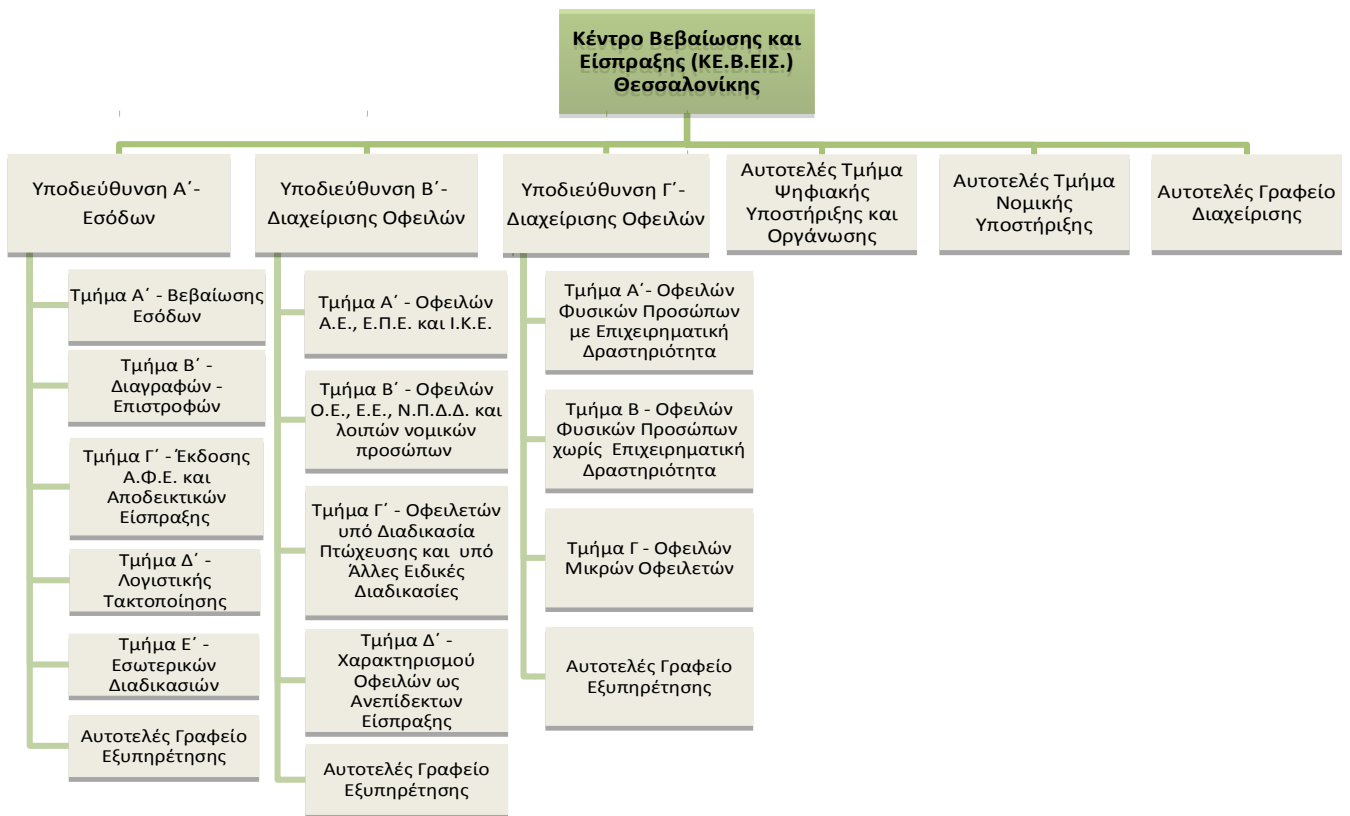 Κέντρο Βεβαίωσης και
Είσπραξης (ΚΕ.Β.ΕΙΣ.)
Θεσσαλονίκης
Υποδιεύθυνση Α΄-
Εσόδων
Τμήμα Α΄ - Βεβαίωσης
Εσόδων
Τμήμα Β΄ -
Διαγραφών -
Επιστροφών
Τμήμα Γ΄ - Έκδοσης
Α.Φ.Ε. και
Αποδεικτικών
Είσπραξης
Τμήμα Δ΄ -
Λογιστικής
Τακτοποίησης
Τμήμα Ε΄ -
Εσωτερικών
Διαδικασιών
Αυτοτελές Γραφείο
Εξυπηρέτησης
Υποδιεύθυνση Β΄-
Διαχείρισης Οφειλών
Τμήμα Α΄ - Οφειλών
Α.Ε., Ε.Π.Ε. και Ι.Κ.Ε.
Τμήμα Β΄ - Οφειλών
Ο.Ε., Ε.Ε., Ν.Π.Δ.Δ. και
λοιπών νομικών
προσώπων
Τμήμα Γ΄ - Οφειλετών
υπό Διαδικασία
Πτώχευσης και υπό
Άλλες Ειδικές
Διαδικασίες
Τμήμα Δ΄ -
Χαρακτηρισμού
Οφειλών ως
Ανεπίδεκτων
Είσπραξης
Αυτοτελές Γραφείο
Εξυπηρέτησης
Υποδιεύθυνση Γ΄-
Διαχείρισης Οφειλών
Τμήμα Α΄- Οφειλών
Φυσικών Προσώπων
με Επιχειρηματική
Δραστηριότητα
Τμήμα Β - Οφειλών
Φυσικών Προσώπων
χωρίς Επιχειρηματική
Δραστηριότητα
Τμήμα Γ - Οφειλών
Μικρών Οφειλετών
Αυτοτελές Γραφείο
Εξυπηρέτησης
Αυτοτελές Τμήμα
Ψηφιακής
Υποστήριξης και
Οργάνωσης
Αυτοτελές Τμήμα
Νομικής
Υποστήριξης
Αυτοτελές Γραφείο
Διαχείρισης